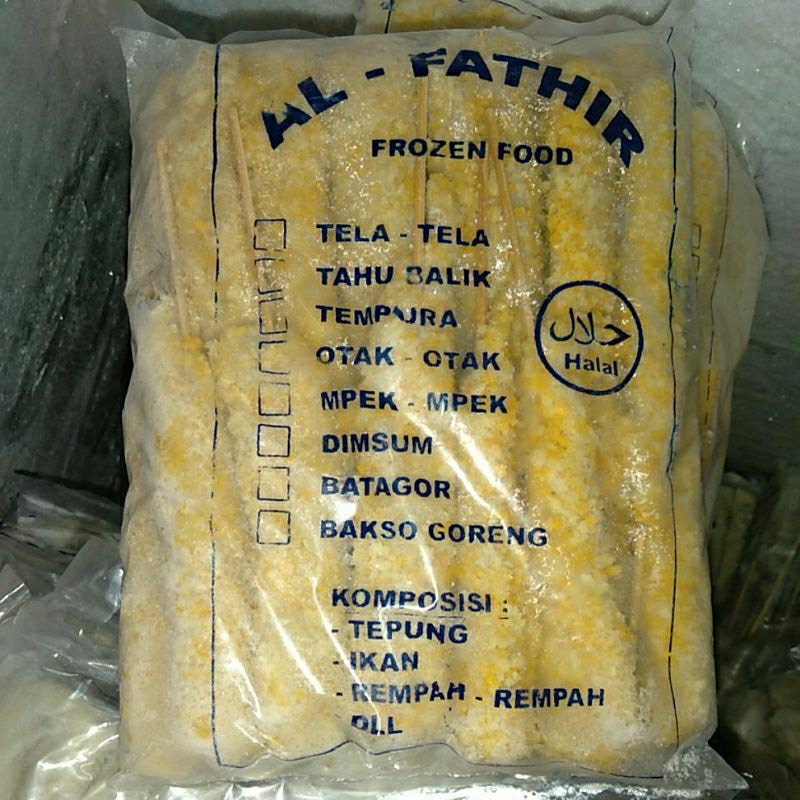 AL - FATHIR
FROZEN FOOD
TELA - TELA
TAHU BALIK
TEMPURA
OTAK - OTAK
MPEK - MPEK
DIMSUM
BATAGOR
BAKSO GORENG
حلال
Halal
KOMPOSISI :
- TEPUNG
- IKAN
- REMPAH - REMPAH
DLL